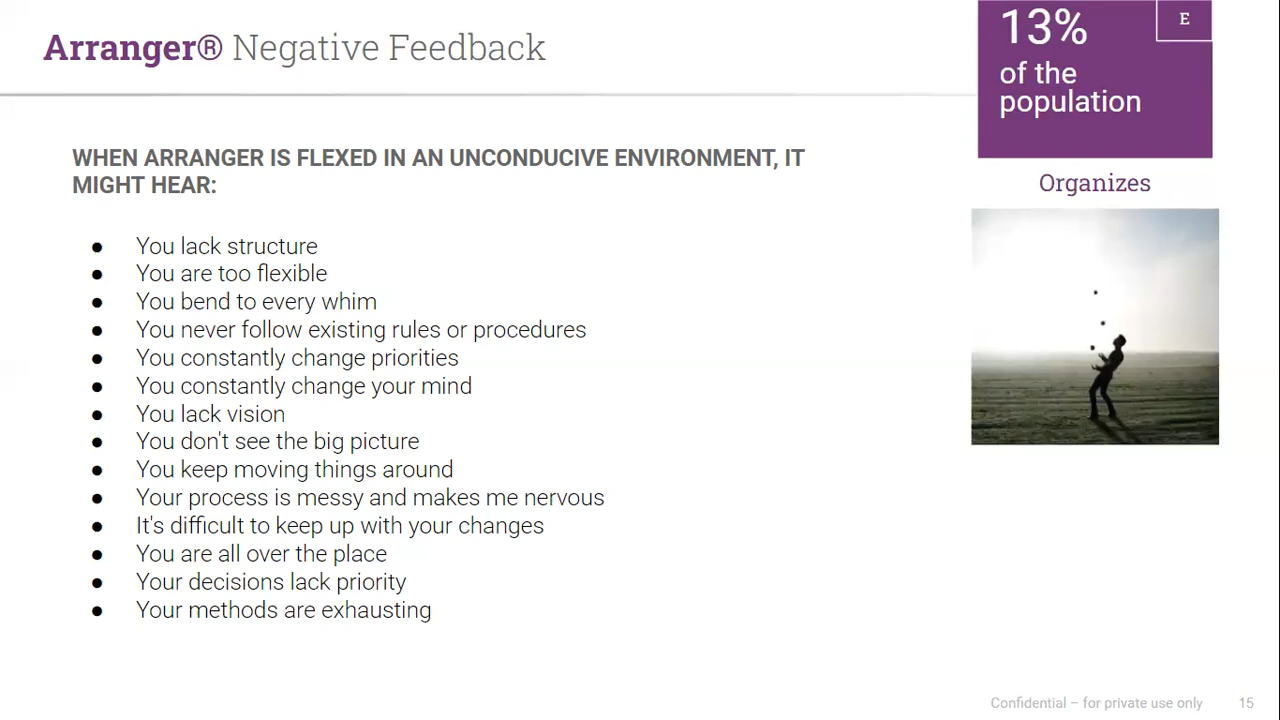 Arranger® Negative Feedback
13%
E
of the
population
WHEN ARRANGER IS FLEXED IN AN UNCONDUCIVE ENVIRONMENT, IT
MIGHT HEAR:
Organizes
● You lack structure
● You are too flexible
● You bend to every whim
● You never follow existing rules or procedures
● You constantly change priorities
● You constantly change your mind
● You lack vision
● You don't see the big picture
● You keep moving things around
● Your process is messy and makes me nervous
● It's difficult to keep up with your changes
● You are all over the place
● Your decisions lack priority
● Your methods are exhausting
Confidential – for private use only 15